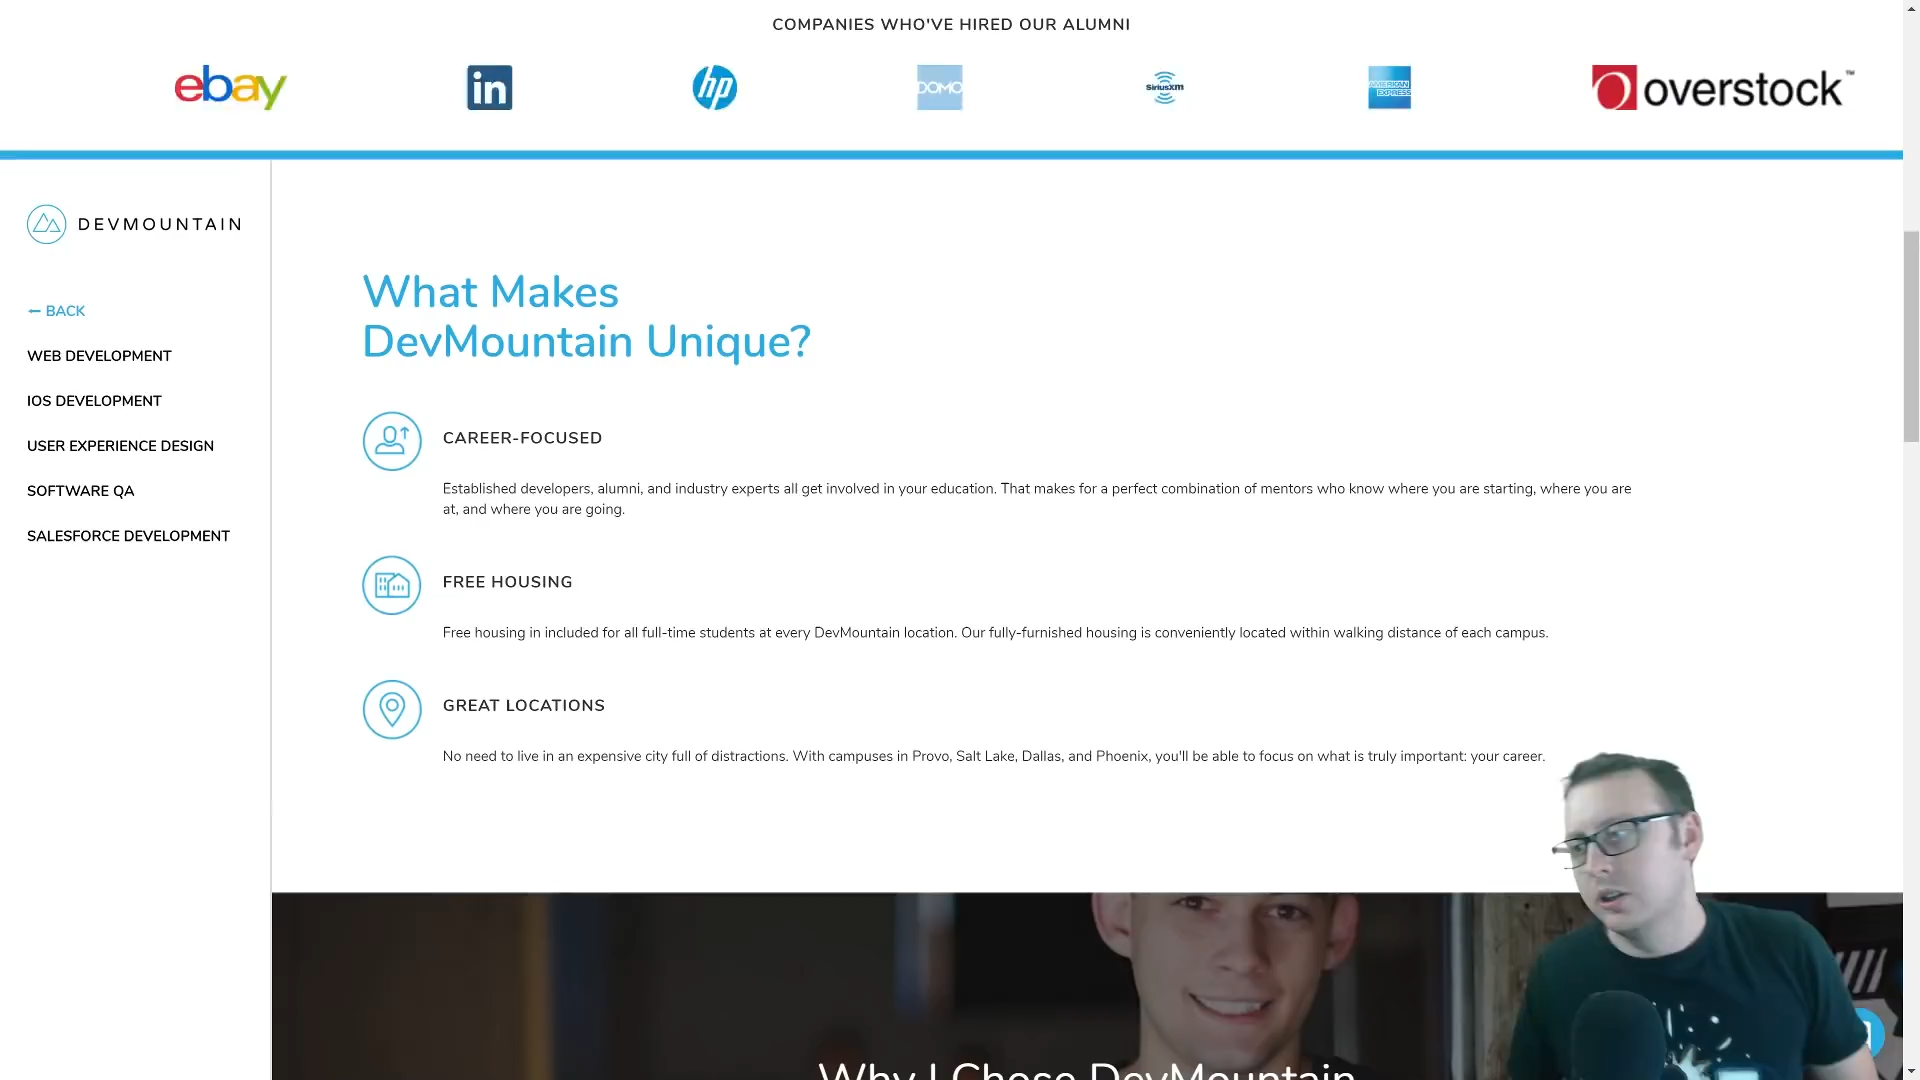 COMPANIES WHO'VE HIRED OUR ALUMNI
ebay
in
hp
DOMO
SiriusXM
AMERICAN EXPRESS
overstock™
DEVMOUNTAIN
← BACK
WEB DEVELOPMENT
IOS DEVELOPMENT
USER EXPERIENCE DESIGN
SOFTWARE QA
SALESFORCE DEVELOPMENT
What Makes
DevMountain Unique?
CAREER-FOCUSED
Established developers, alumni, and industry experts all get involved in your education. That makes for a perfect combination of mentors who know where you are starting, where you are
at, and where you are going.
FREE HOUSING
Free housing in included for all full-time students at every DevMountain location. Our fully-furnished housing is conveniently located within walking distance of each campus.
GREAT LOCATIONS
No need to live in an expensive city full of distractions. With campuses in Provo, Salt Lake, Dallas, and Phoenix, you'll be able to focus on what is truly important: your career.
Why I Chose DevMountain